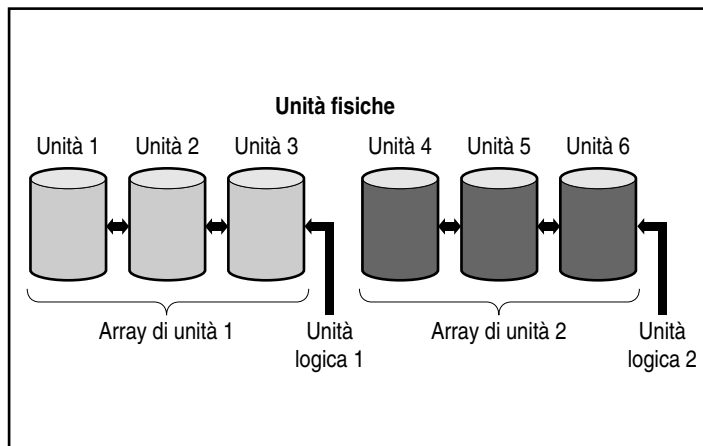 Unità fisiche
Unità 1 Unità 2 Unità 3 Unità 4 Unità 5 Unità 6
Array di unità 1
Unità
logica 1
Array di unità 2
Unità
logica 2